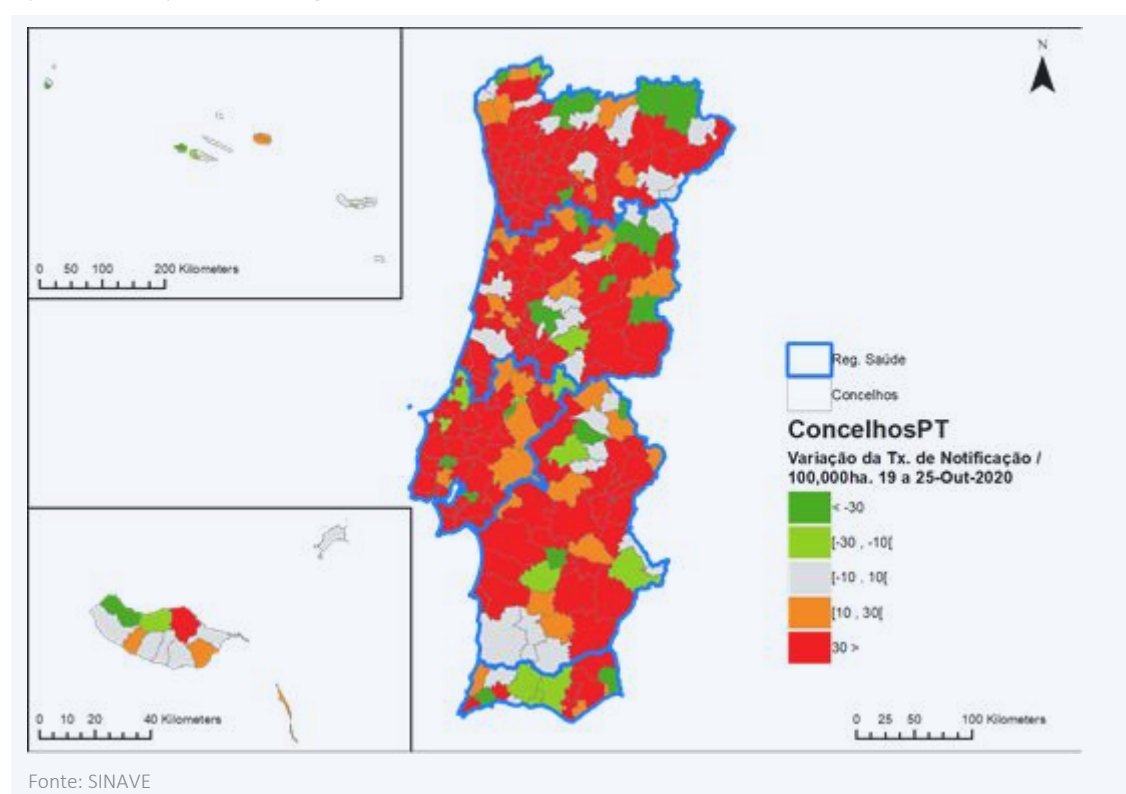 N
0 50 100 200 Kilometers
Reg. Saúde
Concelhos
ConcelhosPT
Variação da Tx. de Notificação /
100,000ha. 19 a 25-Out-2020
< -30
[-30 , -10[
[-10 , 10[
[10 , 30[
30 >
0 10 20 40 Kilometers
0 25 50 100 Kilometers
Fonte: SINAVE